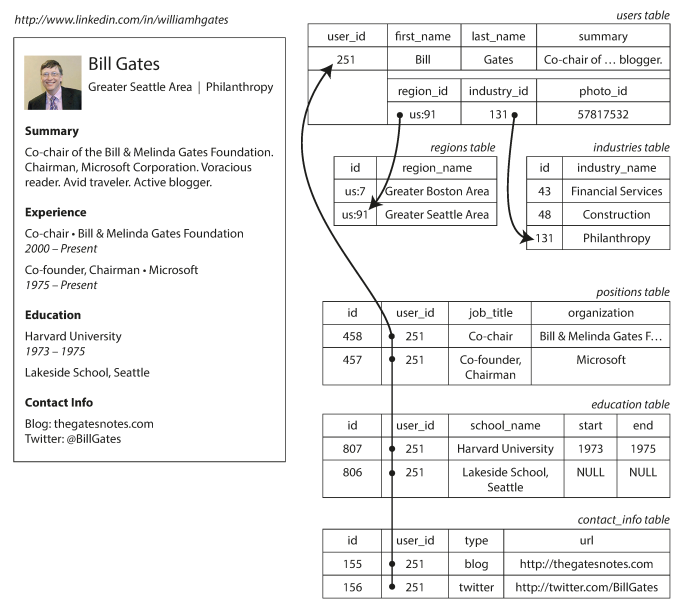 http://www.linkedin.com/in/williamhgates
Bill Gates
Greater Seattle Area | Philanthropy
Summary
Co-chair of the Bill & Melinda Gates Foundation.
Chairman, Microsoft Corporation. Voracious
reader. Avid traveler. Active blogger.
Experience
Co-chair • Bill & Melinda Gates Foundation
2000 – Present
Co-founder, Chairman • Microsoft
1975 – Present
Education
Harvard University
1973 – 1975
Lakeside School, Seattle
Contact Info
Blog: thegatesnotes.com
Twitter: @BillGates
users table
user_id first_name last_name summary
251 Bill Gates Co-chair of … blogger.
region_id industry_id photo_id
us:91 131 57817532
regions table
id region_name
us:7 Greater Boston Area
us:91 Greater Seattle Area
industries table
id industry_name
43 Financial Services
48 Construction
131 Philanthropy
positions table
id user_id job_title organization
458 251 Co-chair Bill & Melinda Gates F…
457 251 Co-founder, Microsoft
Chairman
education table
id user_id school_name start end
807 251 Harvard University 1973 1975
806 251 Lakeside School, NULL NULL
Seattle
contact_info table
id user_id type url
155 251 blog http://thegatesnotes.com
156 251 twitter http://twitter.com/BillGates